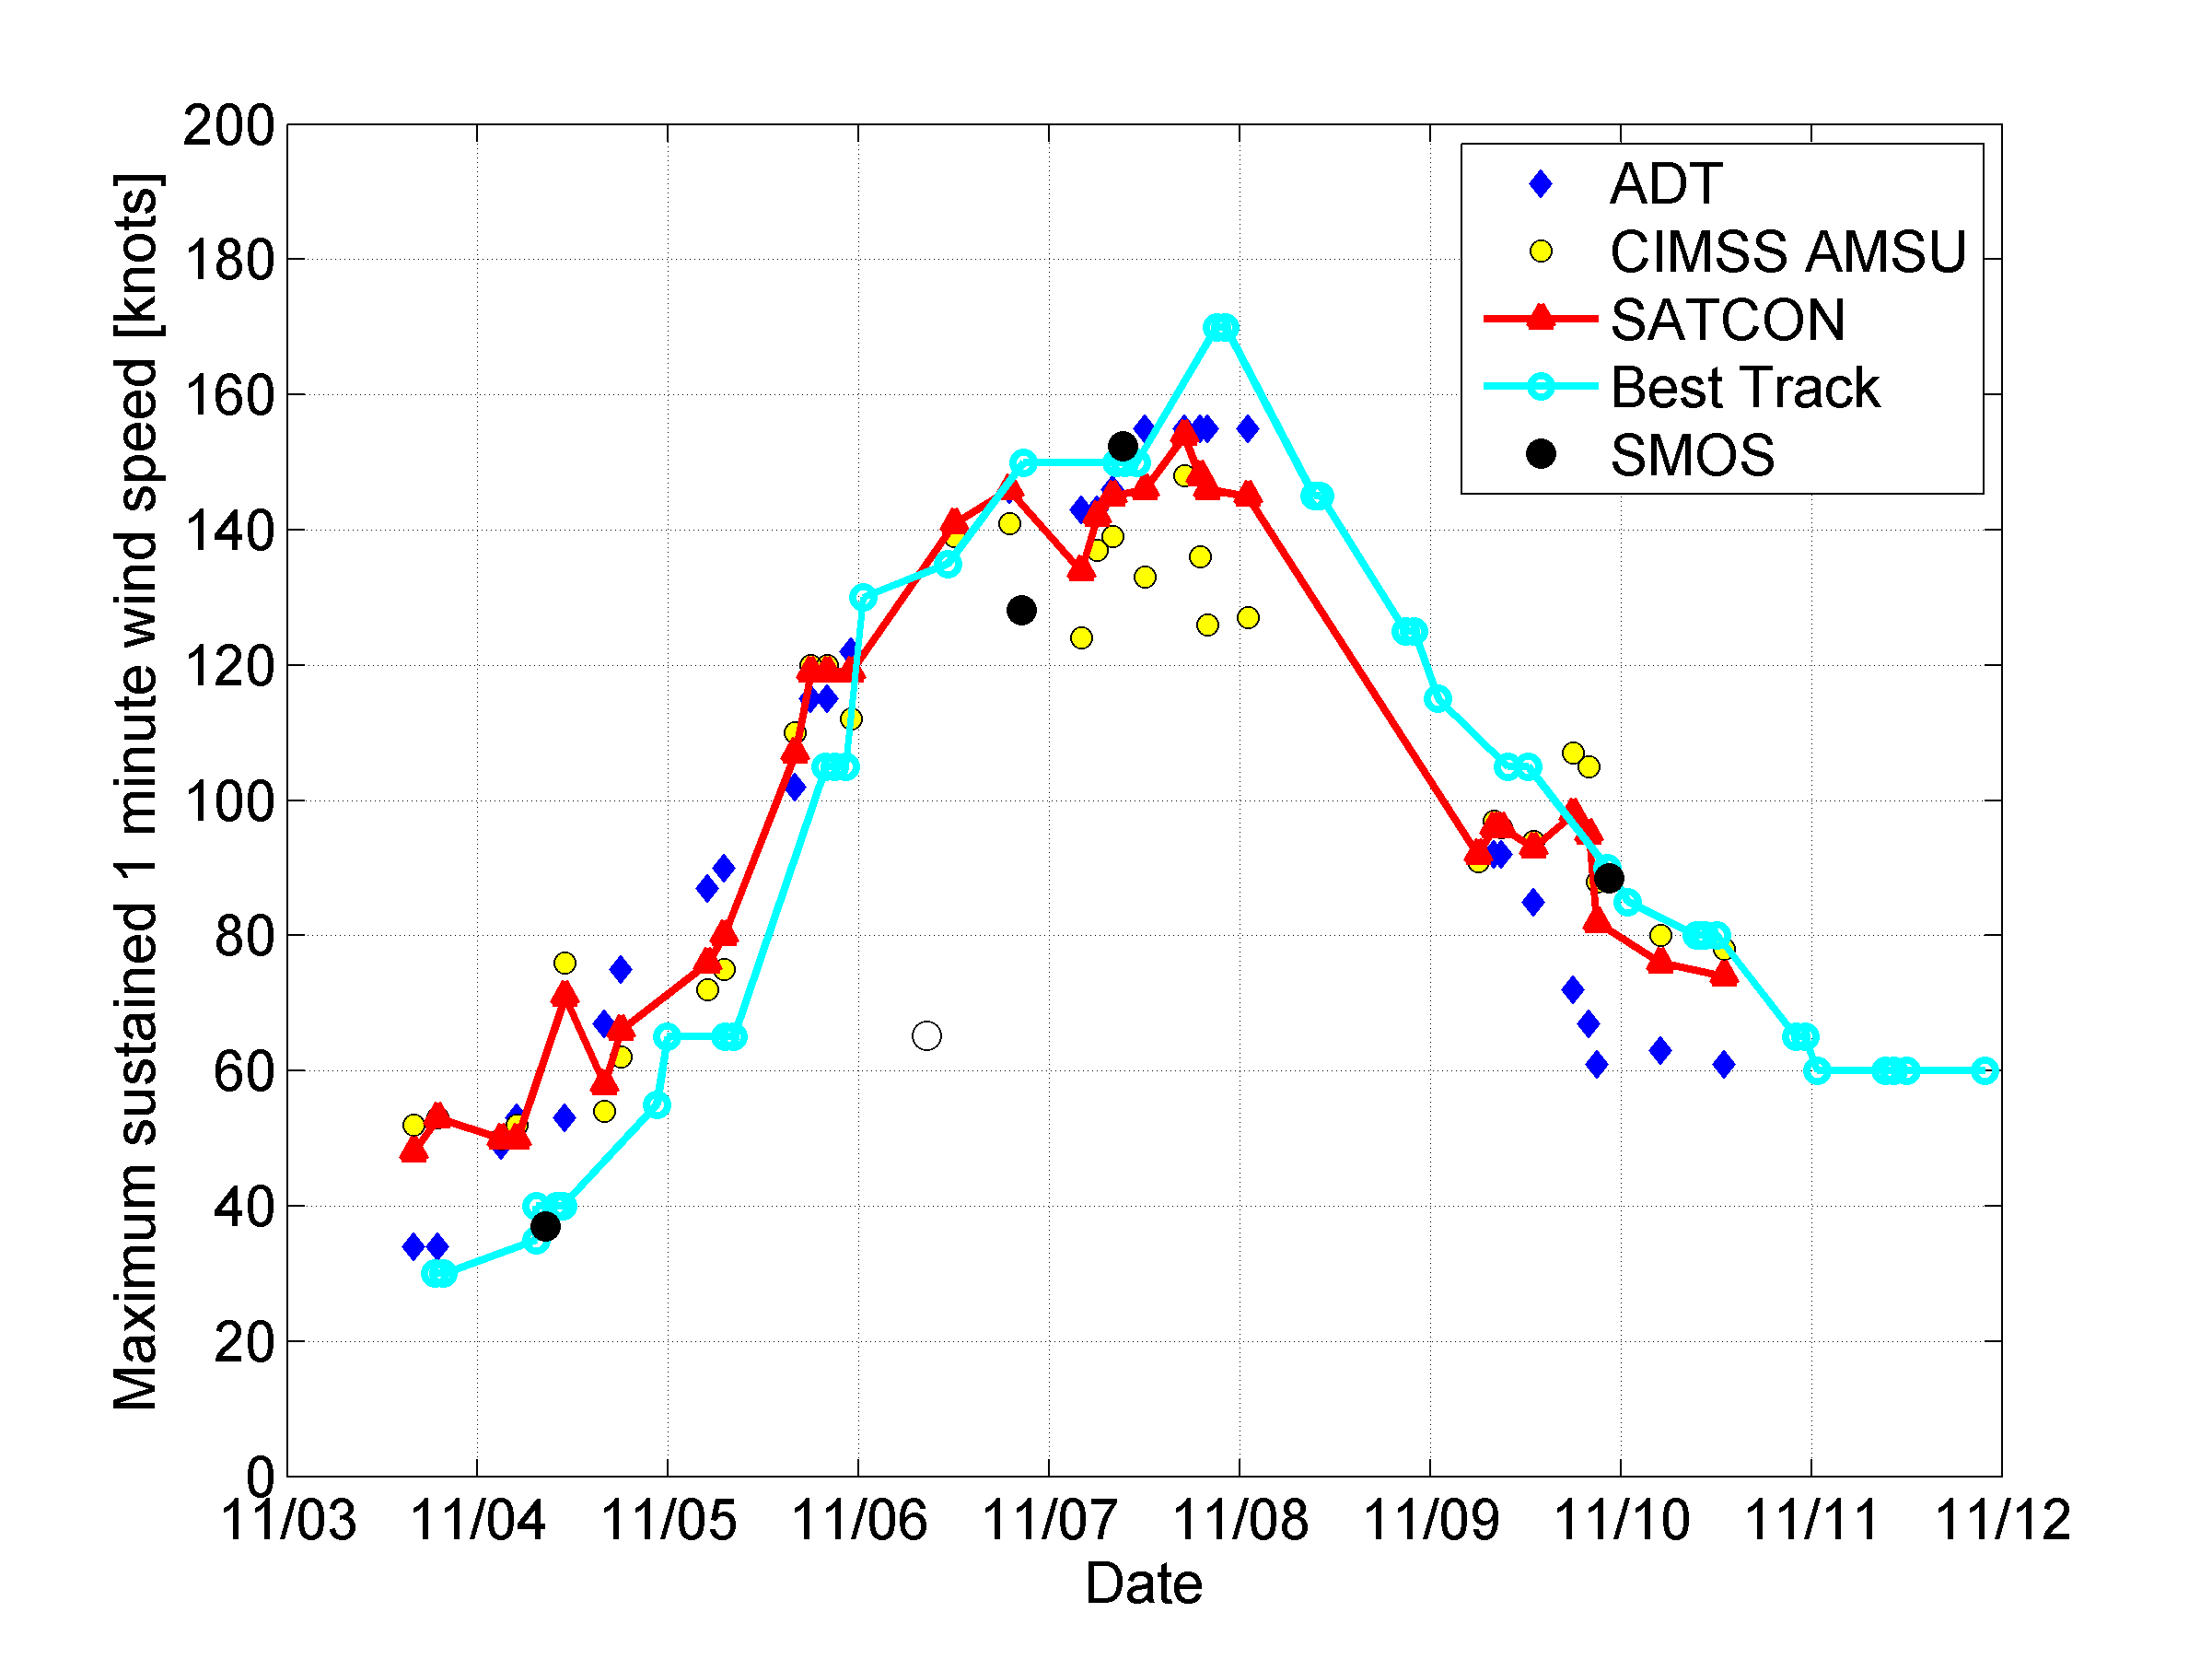 Maximum sustained 1 minute wind speed [knots]
200
180
160
140
120
100
80
60
40
20
0
ADT
CIMSS AMSU
SATCON
Best Track
SMOS
11/03 11/04 11/05 11/06 11/07 11/08 11/09 11/10 11/11 11/12
Date